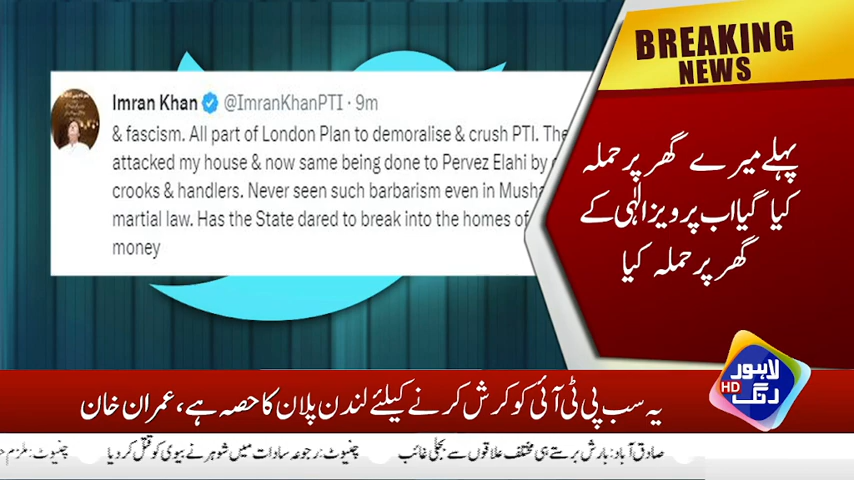 BREAKING
NEWS
Imran Khan @ImranKhanPTI · 9m
& fascism. All part of London Plan to demoralise & crush PTI.
attacked my house & now same being done to Pervez Elahi by
crooks & handlers. Never seen such barbarism even in
martial law. Has the State dared to break into the homes of
money
پہلے میرے گھر پر حملہ
کیا گیا اب پرویز الٰہی کے
گھر پر حملہ کیا
لاہور
رنگ
HD
یہ سب پی ٹی آئی کو کرش کرنے کیلئے لندن پلان کا حصہ ہے، عمران خان
صادق آباد: بارش برستے ہی مختلف علاقوں سے بجلی غائب چنیوٹ: رجوعہ سادات میں شوہر نے بیوی کو قتل کر دیا چنیوٹ: ملزم